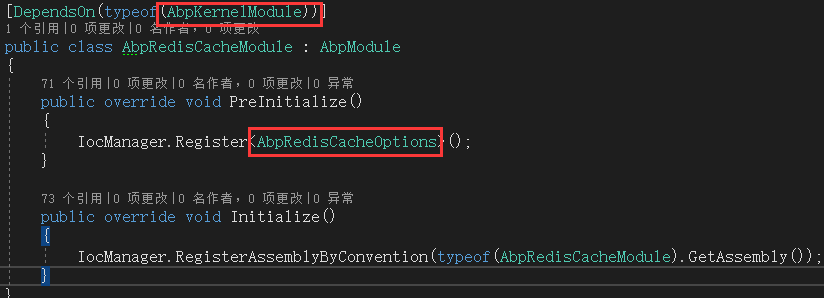 [DependsOn(typeof(AbpKernelModule))]
1 个引用|0 项更改|0 名作者，0 项更改|0 异常
public class AbpRedisCacheModule : AbpModule
{
71 个引用|0 项更改|0 名作者，0 项更改|0 异常
public override void PreInitialize()
{
IocManager.Register<AbpRedisCacheOptions>();
}
73 个引用|0 项更改|0 名作者，0 项更改|0 异常
public override void Initialize()
{
IocManager.RegisterAssemblyByConvention(typeof(AbpRedisCacheModule).GetAssembly());
}
}